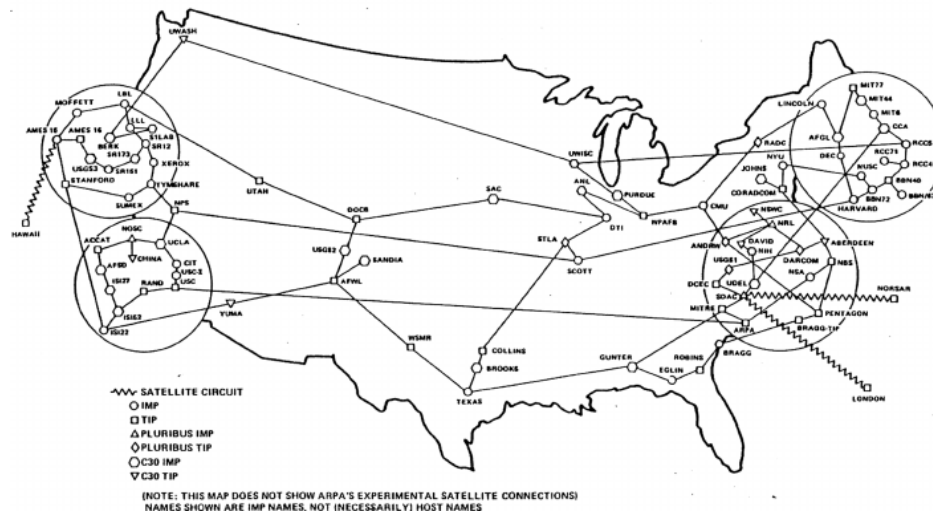 UWASH
LBL
MOFFETT
LLL
AMES 16
AMES 16
S1LAB
SR12
BERK
SR173
XEROX
USGS3
SR151
STANFORD
TYMSHARE
SUMEX
NPS
HAWAII
UTAH
NOSC
UCLA
ACCAT
CHINA
CIT
AFSD
USC-2
ISI27
RAND
USC
ISI52
ISI22
YUMA
DOCB
SAC
USGS2
SANDIA
AFWL
WSMR
TEXAS
COLLINS
BROOKS
UWISC
ANL
PURDUE
DTI
WPAFB
STLA
SCOTT
GUNTER
EGLIN
ROBINS
BRAGG
MIT77
MIT44
LINCOLN
MIT6
CCA
AFGL
RADC
RCC5
DEC
RCC71
NYU
NUSC
RCC4
JOHNS
BBN40
CORADCOM
BBN72
HARVARD
CMU
NSWC
NRL
ANDRW
DAVID
NIH
ABERDEEN
USGS1
DARCOM
NBS
NSA
DCEC
UDEL
SDAC
NORSAR
MITRE
PENTAGON
ARPA
BRAGG-TIP
LONDON
SATELLITE CIRCUIT
IMP
TIP
PLURIBUS IMP
PLURIBUS TIP
C30 IMP
C30 TIP
(NOTE: THIS MAP DOES NOT SHOW ARPA'S EXPERIMENTAL SATELLITE CONNECTIONS)
NAMES SHOWN ARE IMP NAMES, NOT (NECESSARILY) HOST NAMES